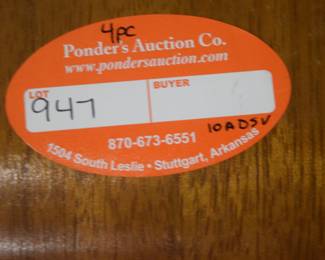 4pc
Ponder's Auction Co.
www.pondersauction.com
LOT
BUYER
947
870-673-6551
10ADSV
1504 South Leslie • Stuttgart, Arkansas